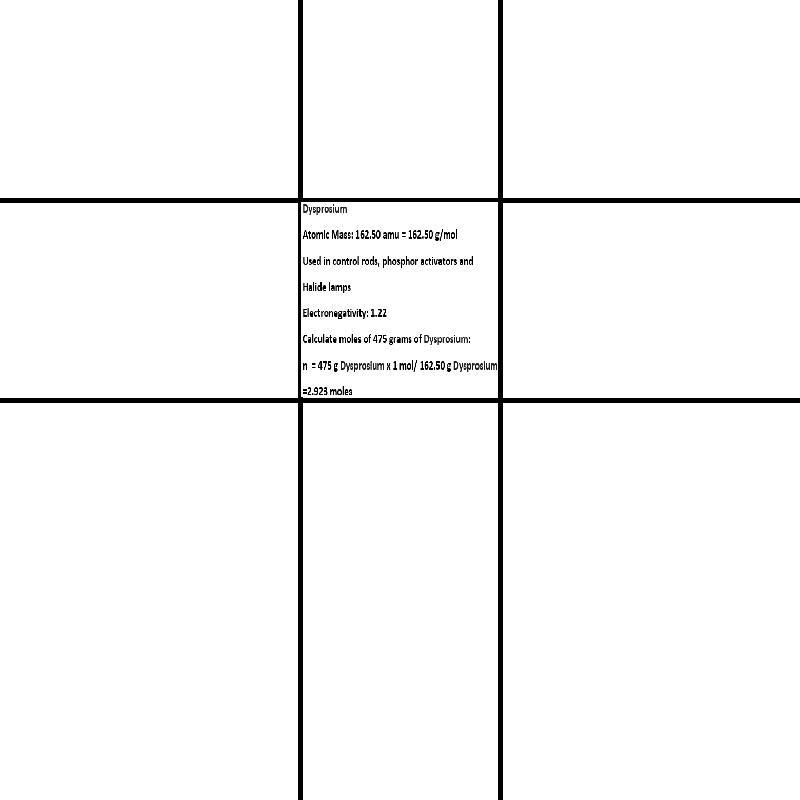 Dysprosium
Atomic Mass: 162.50 amu = 162.50 g/mol
Used in control rods, phosphor activators and
Halide lamps
Electronegativity: 1.22
Calculate moles of 475 grams of Dysprosium:
n = 475 g Dysprosium x 1 mol/ 162.50 g Dysprosium
=2.923 moles